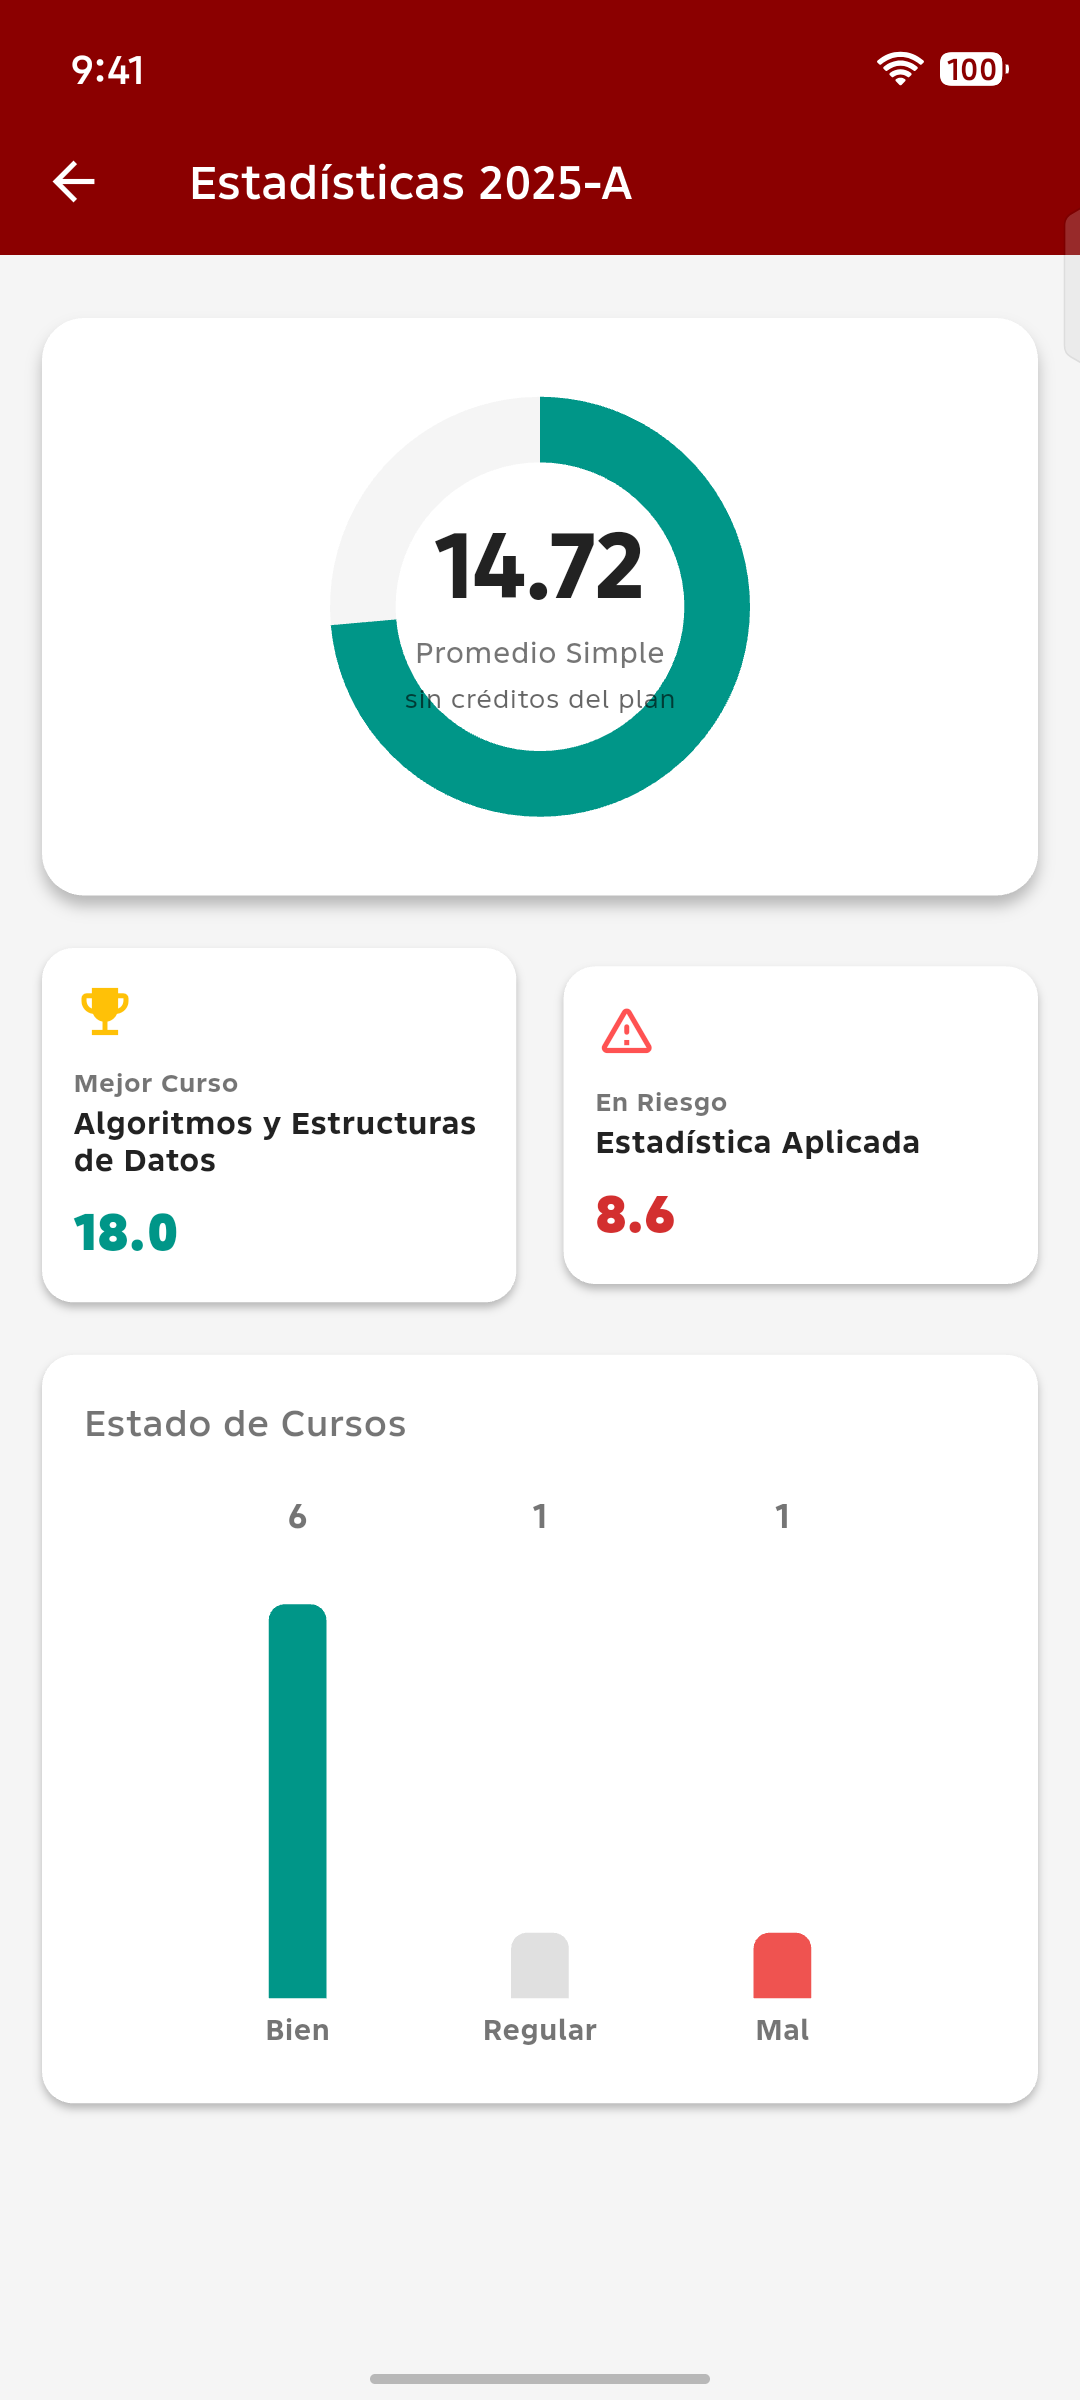 9:41
100
Estadísticas 2025-A
14.72
Promedio Simple
sin créditos del plan
Mejor Curso
Algoritmos y Estructuras
de Datos
18.0
En Riesgo
Estadística Aplicada
8.6
Estado de Cursos
6 1 1
Bien Regular Mal